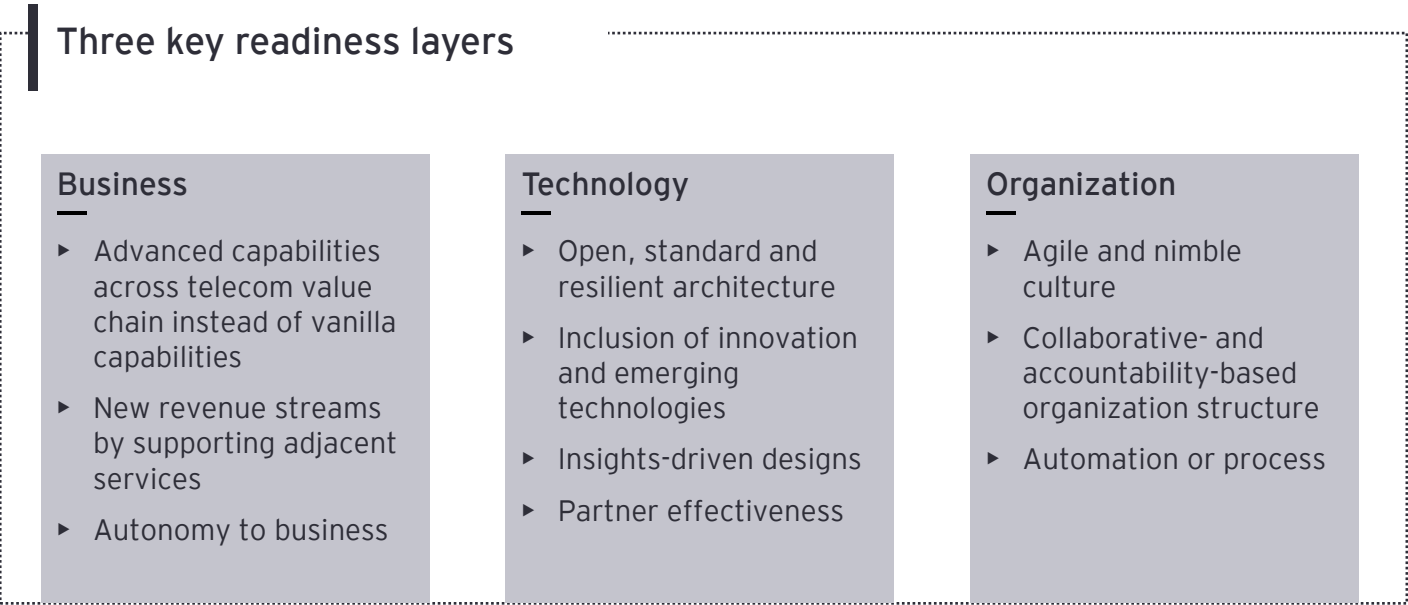 Three key readiness layers
Business
▸ Advanced capabilities
across telecom value
chain instead of vanilla
capabilities
▸ New revenue streams
by supporting adjacent
services
▸ Autonomy to business
Technology
▸ Open, standard and
resilient architecture
▸ Inclusion of innovation
and emerging
technologies
▸ Insights-driven designs
▸ Partner effectiveness
Organization
▸ Agile and nimble
culture
▸ Collaborative- and
accountability-based
organization structure
▸ Automation or process